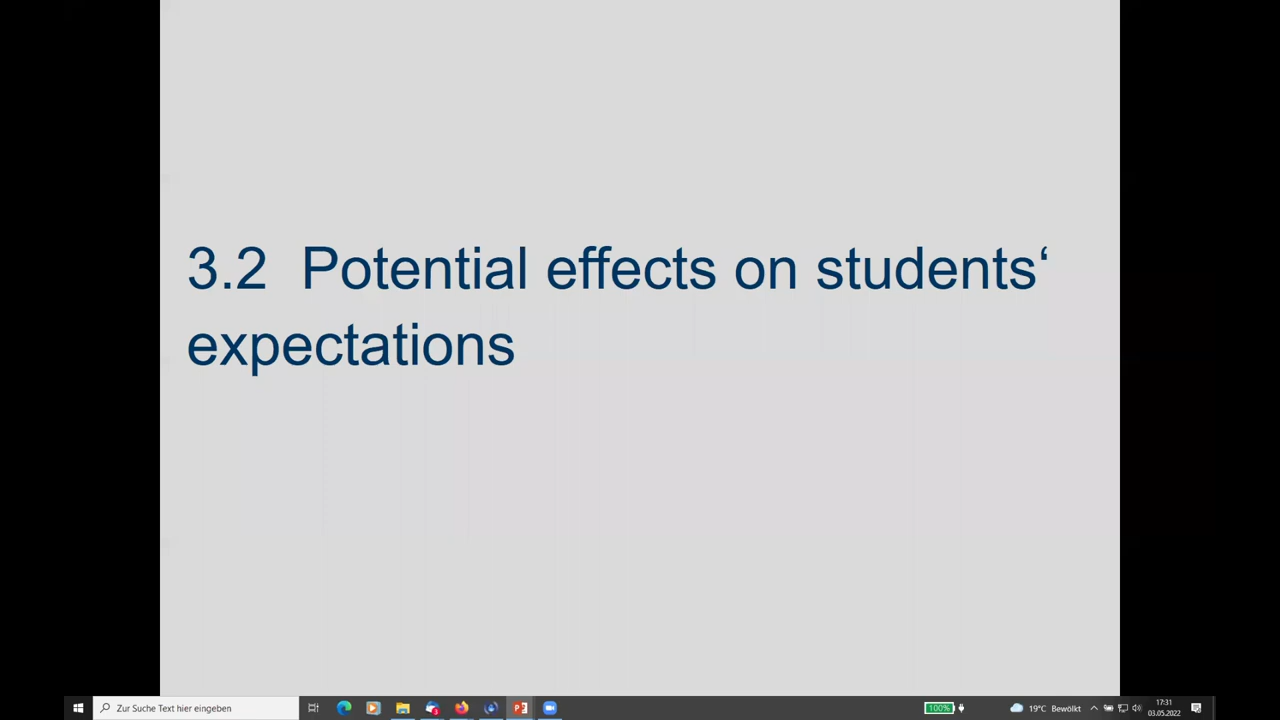 3.2 Potential effects on students‘
expectations
Zur Suche Text hier eingeben
3
100%
19°C Bewölkt
17:31
03.05.2022